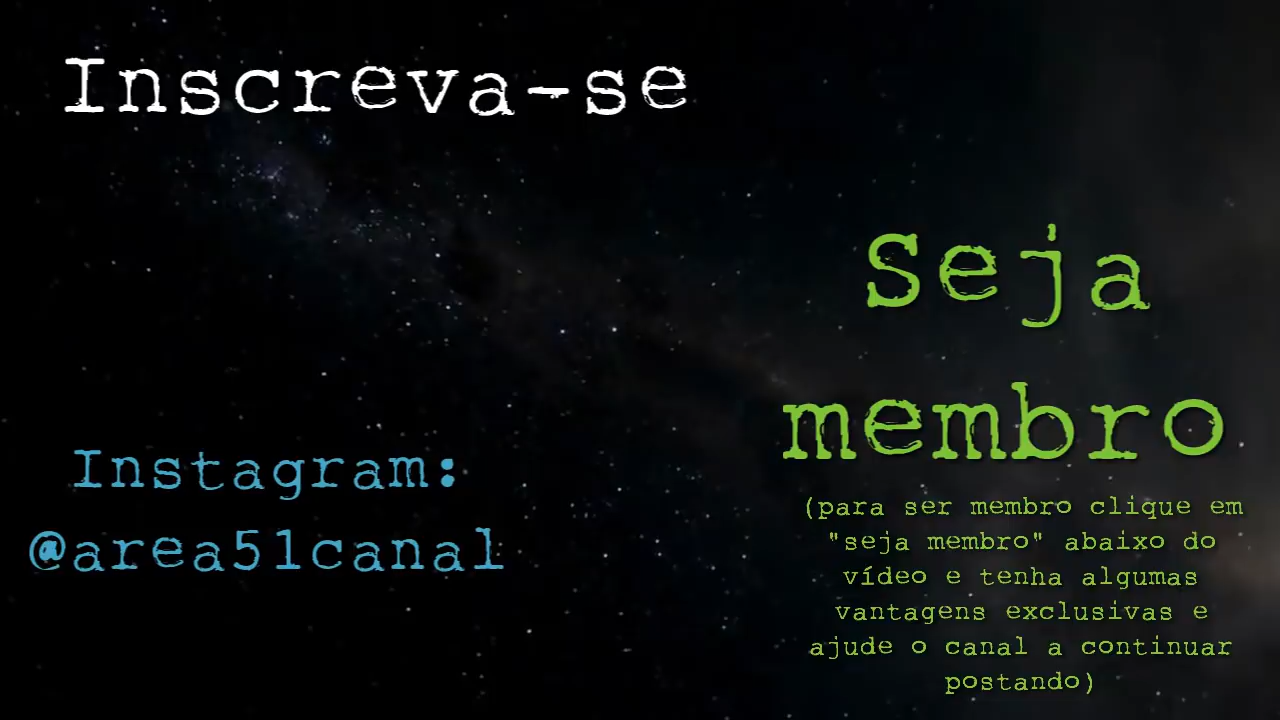 Inscreva-se
Seja
membro
(para ser membro clique em
"seja membro" abaixo do
vídeo e tenha algumas
vantagens exclusivas e
ajude o canal a continuar
postando)
Instagram:
@area51canal